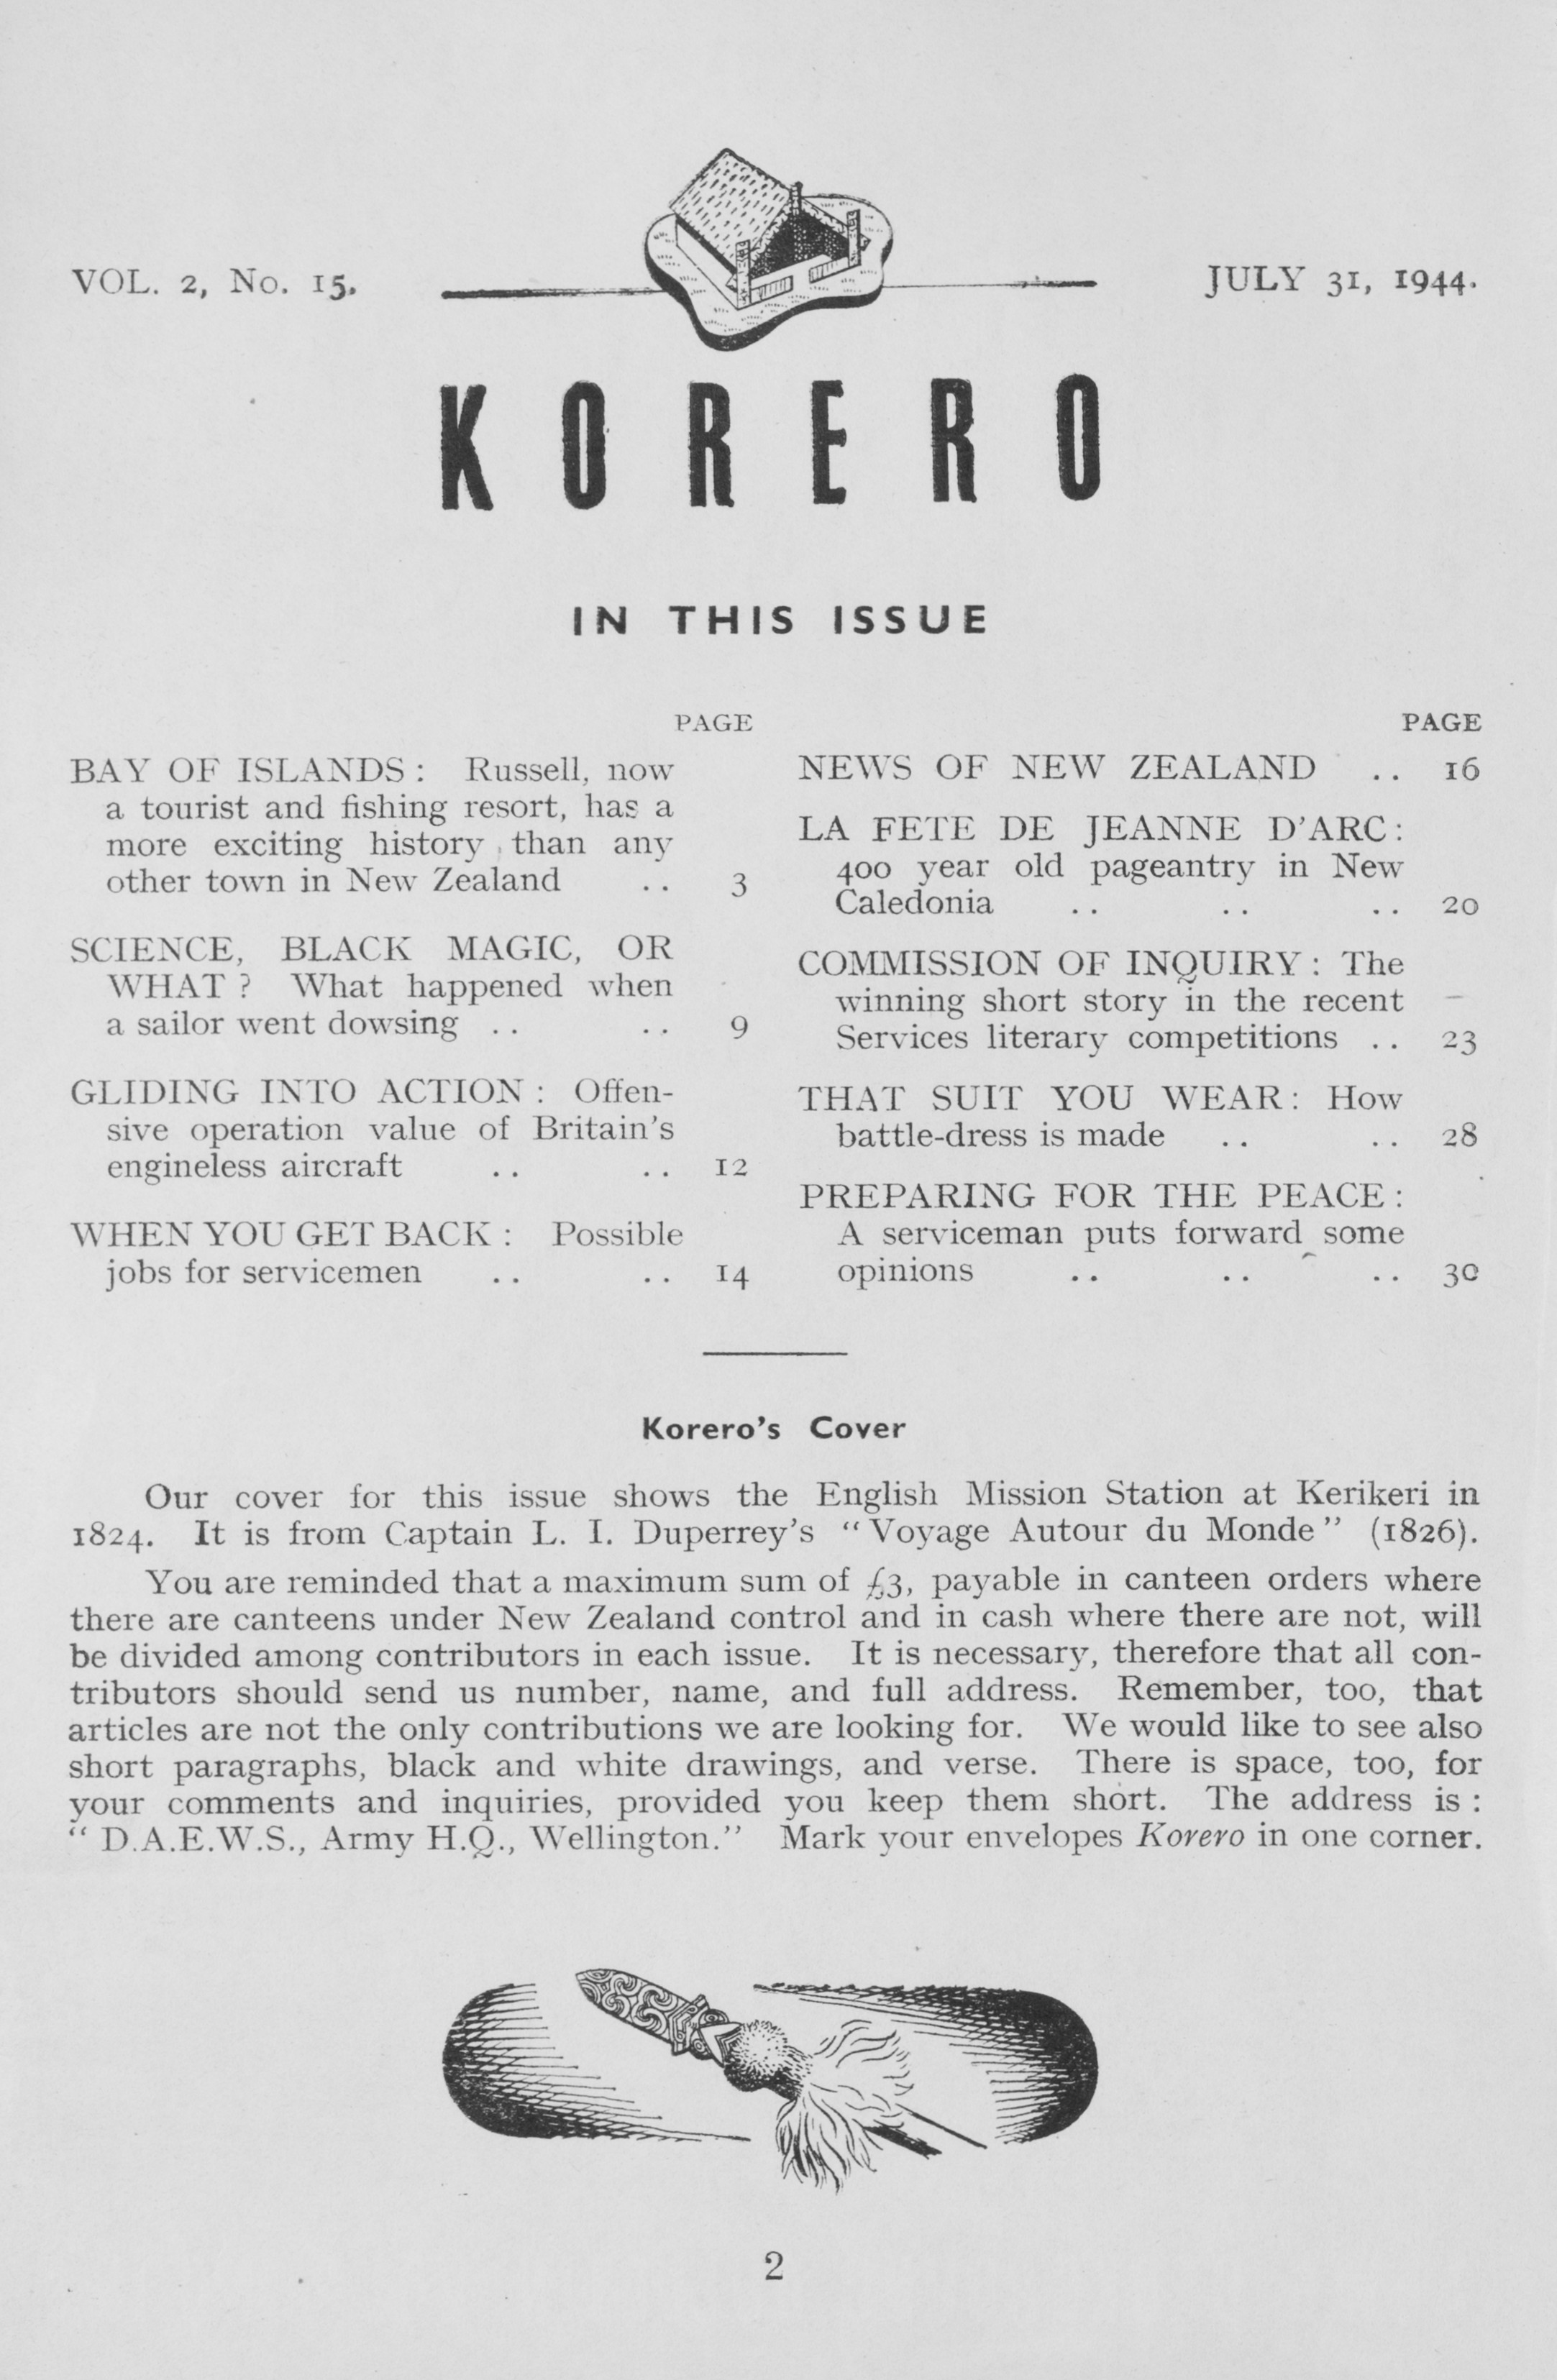 VOL. 2, No. 15.
JULY 31, 1944.
KORERO
IN THIS ISSUE
PAGE
BAY OF ISLANDS : Russell, now
a tourist and fishing resort, has a
more exciting history than any
other town in New Zealand .. 3
SCIENCE, BLACK MAGIC, OR
WHAT ? What happened when
a sailor went dowsing .. .. 9
GLIDING INTO ACTION : Offen-
sive operation value of Britain's
engineless aircraft .. .. 12
WHEN YOU GET BACK : Possible
jobs for servicemen .. .. 14
PAGE
NEWS OF NEW ZEALAND .. 16
LA FETE DE JEANNE D'ARC :
400 year old pageantry in New
Caledonia .. .. .. 20
COMMISSION OF INQUIRY : The
winning short story in the recent
Services literary competitions .. 23
THAT SUIT YOU WEAR : How
battle-dress is made .. .. 28
PREPARING FOR THE PEACE :
A serviceman puts forward some
opinions .. .. .. 30
Korero's Cover
Our cover for this issue shows the English Mission Station at Kerikeri in
1824. It is from Captain L. I. Duperrey's “ Voyage Autour du Monde ” (1826).
You are reminded that a maximum sum of £3, payable in canteen orders where
there are canteens under New Zealand control and in cash where there are not, will
be divided among contributors in each issue. It is necessary, therefore that all con-
tributors should send us number, name, and full address. Remember, too, that
articles are not the only contributions we are looking for. We would like to see also
short paragraphs, black and white drawings, and verse. There is space, too, for
your comments and inquiries, provided you keep them short. The address is :
“ D.A.E.W.S., Army H.Q., Wellington.” Mark your envelopes Korero in one corner.
2